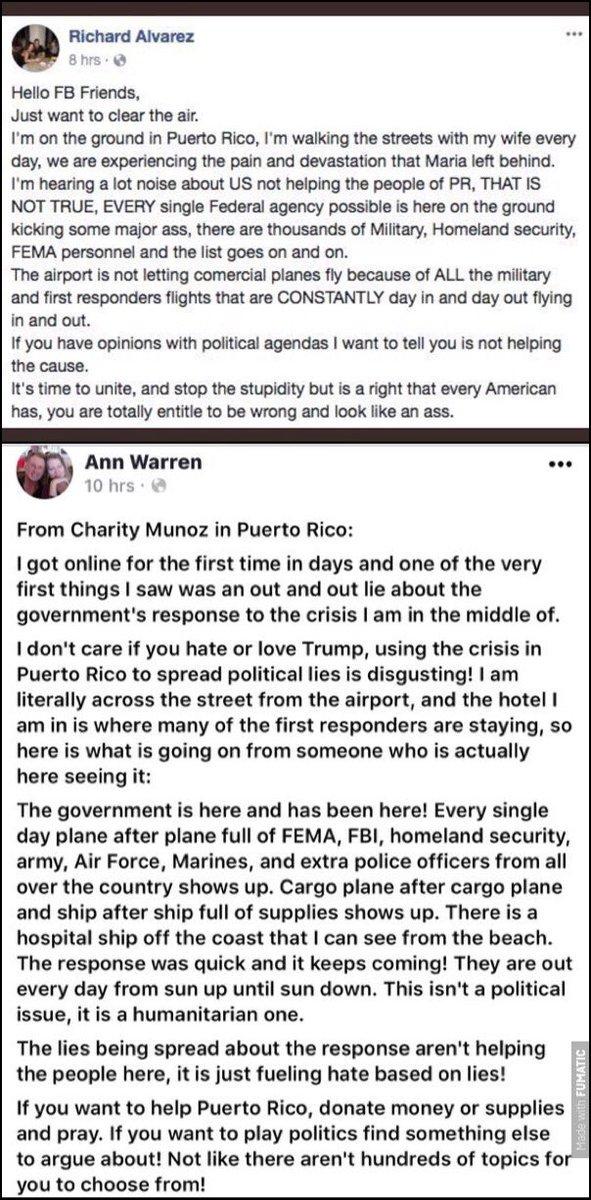 Richard Alvarez
8 hrs ·
Hello FB Friends,
Just want to clear the air.
I'm on the ground in Puerto Rico, I'm walking the streets with my wife every
day, we are experiencing the pain and devastation that Maria left behind.
I'm hearing a lot noise about US not helping the people of PR, THAT IS
NOT TRUE, EVERY single Federal agency possible is here on the ground
kicking some major ass, there are thousands of Military, Homeland security,
FEMA personnel and the list goes on and on.
The airport is not letting comercial planes fly because of ALL the military
and first responders flights that are CONSTANTLY day in and day out flying
in and out.
If you have opinions with political agendas I want to tell you is not helping
the cause.
It's time to unite, and stop the stupidity but is a right that every American
has, you are totally entitle to be wrong and look like an ass.
Ann Warren
10 hrs ·
From Charity Munoz in Puerto Rico:
I got online for the first time in days and one of the very
first things I saw was an out and out lie about the
government's response to the crisis I am in the middle of.
I don't care if you hate or love Trump, using the crisis in
Puerto Rico to spread political lies is disgusting! I am
literally across the street from the airport, and the hotel I
am in is where many of the first responders are staying, so
here is what is going on from someone who is actually
here seeing it:
The government is here and has been here! Every single
day plane after plane full of FEMA, FBI, homeland security,
army, Air Force, Marines, and extra police officers from all
over the country shows up. Cargo plane after cargo plane
and ship after ship full of supplies shows up. There is a
hospital ship off the coast that I can see from the beach.
The response was quick and it keeps coming! They are out
every day from sun up until sun down. This isn't a political
issue, it is a humanitarian one.
The lies being spread about the response aren't helping
the people here, it is just fueling hate based on lies!
If you want to help Puerto Rico, donate money or supplies
and pray. If you want to play politics find something else
to argue about! Not like there aren't hundreds of topics for
you to choose from!
Made with FUMATIC